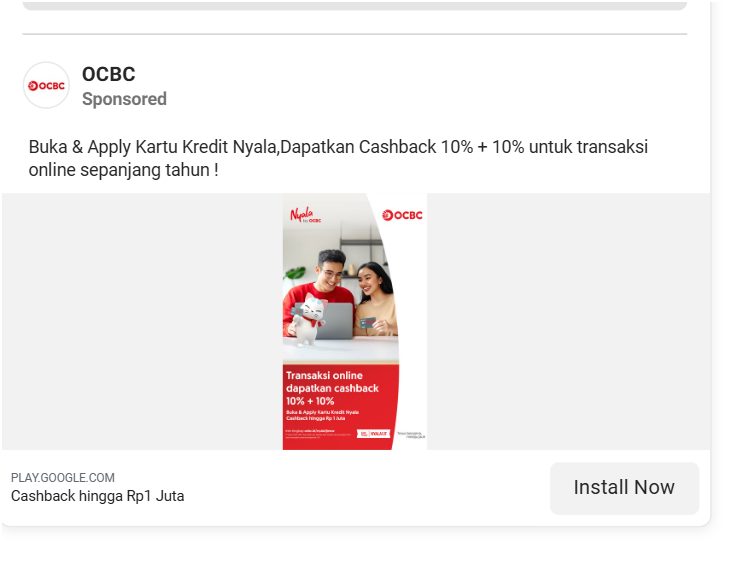 OCBC
OCBC
Sponsored
Buka & Apply Kartu Kredit Nyala,Dapatkan Cashback 10% + 10% untuk transaksi
online sepanjang tahun !
Nyala
by OCBC
OCBC
Transaksi online
dapatkan cashback
10% + 10%
Buka & Apply Kartu Kredit Nyala
Cashback hingga Rp 1 Juta
PLAY.GOOGLE.COM
Cashback hingga Rp1 Juta
Install Now